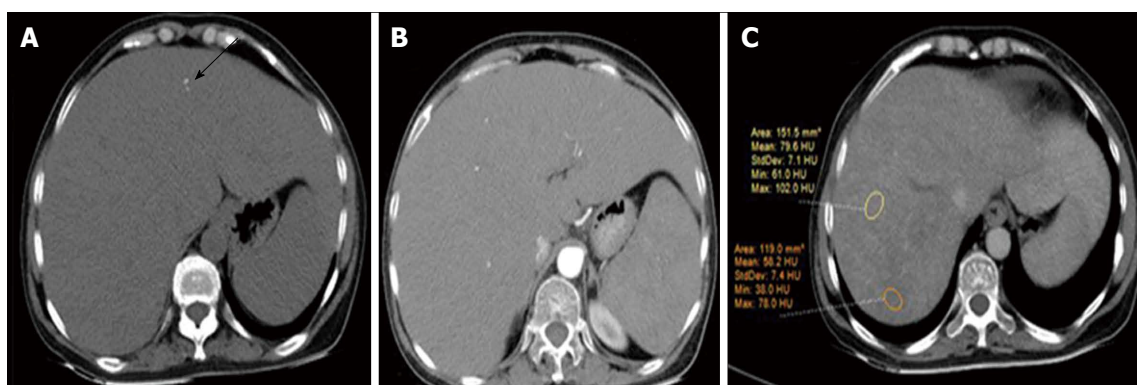 A
B
C
Area: 151.5 mm²
Mean: 79.6 HU
StdDev: 7.1 HU
Min: 61.0 HU
Max: 102.0 HU
Area: 119.0 mm²
Mean: 58.2 HU
StdDev: 7.4 HU
Min: 38.0 HU
Max: 78.0 HU